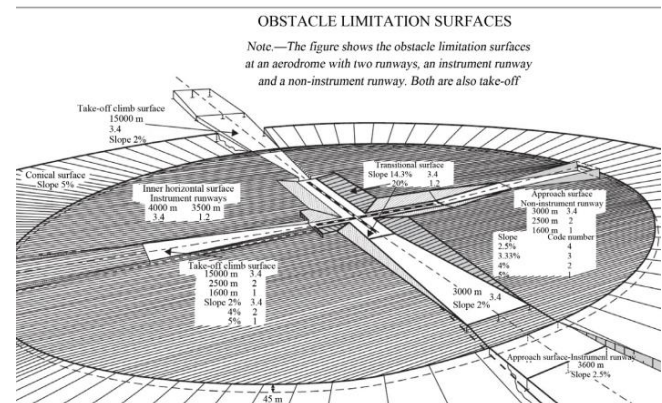 OBSTACLE LIMITATION SURFACES
Note.—The figure shows the obstacle limitation surfaces
at an aerodrome with two runways, an instrument runway
and a non-instrument runway. Both are also take-off
Take-off climb surface
15000 m
3.4
Slope 2%
Conical surface
Slope 5%
Inner horizontal surface
Instrument runways
4000 m 3500 m
3.4 1.2
Transitional surface
Slope 14.3% 3.4
20% 1.2
Approach surface
Non-instrument runway
3000 m 3.4
2500 m 2
1600 m 1
Slope Code number
2.5% 4
3.33% 3
4% 2
5% 1
Take-off climb surface
15000 m 3.4
2500 m 2
1600 m 1
Slope 2% 3.4
4% 2
5% 1
3000 m 3.4
Slope 2%
Approach surface-Instrument runway
3600 m
Slope 2.5%
45 m